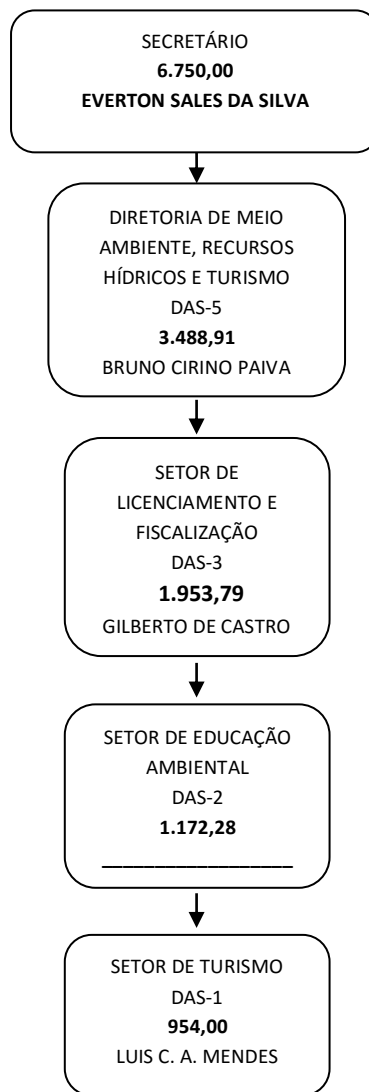 SECRETÁRIO
6.750,00
EVERTON SALES DA SILVA
DIRETORIA DE MEIO
AMBIENTE, RECURSOS
HÍDRICOS E TURISMO
DAS-5
3.488,91
BRUNO CIRINO PAIVA
SETOR DE
LICENCIAMENTO E
FISCALIZAÇÃO
DAS-3
1.953,79
GILBERTO DE CASTRO
SETOR DE EDUCAÇÃO
AMBIENTAL
DAS-2
1.172,28
__________________
SETOR DE TURISMO
DAS-1
954,00
LUIS C. A. MENDES